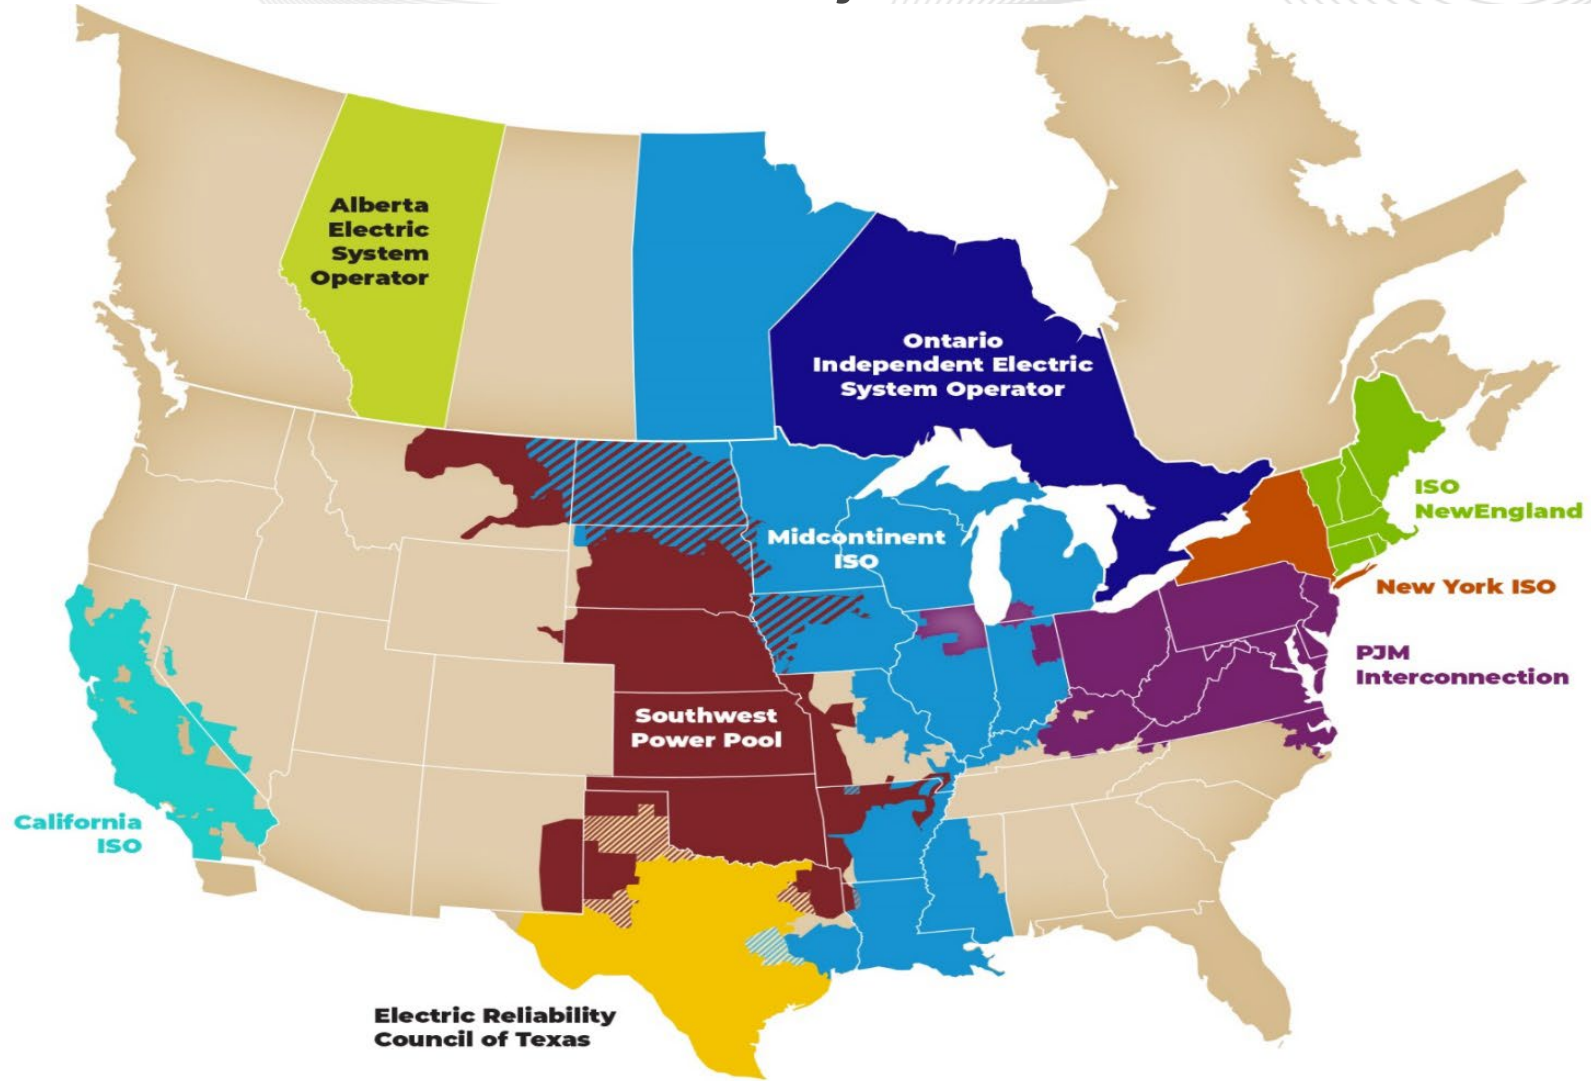 Alberta
Electric
System
Operator
Ontario
Independent Electric
System Operator
ISO
NewEngland
Midcontinent
ISO
New York ISO
PJM
Interconnection
Southwest
Power Pool
California
ISO
Electric Reliability
Council of Texas